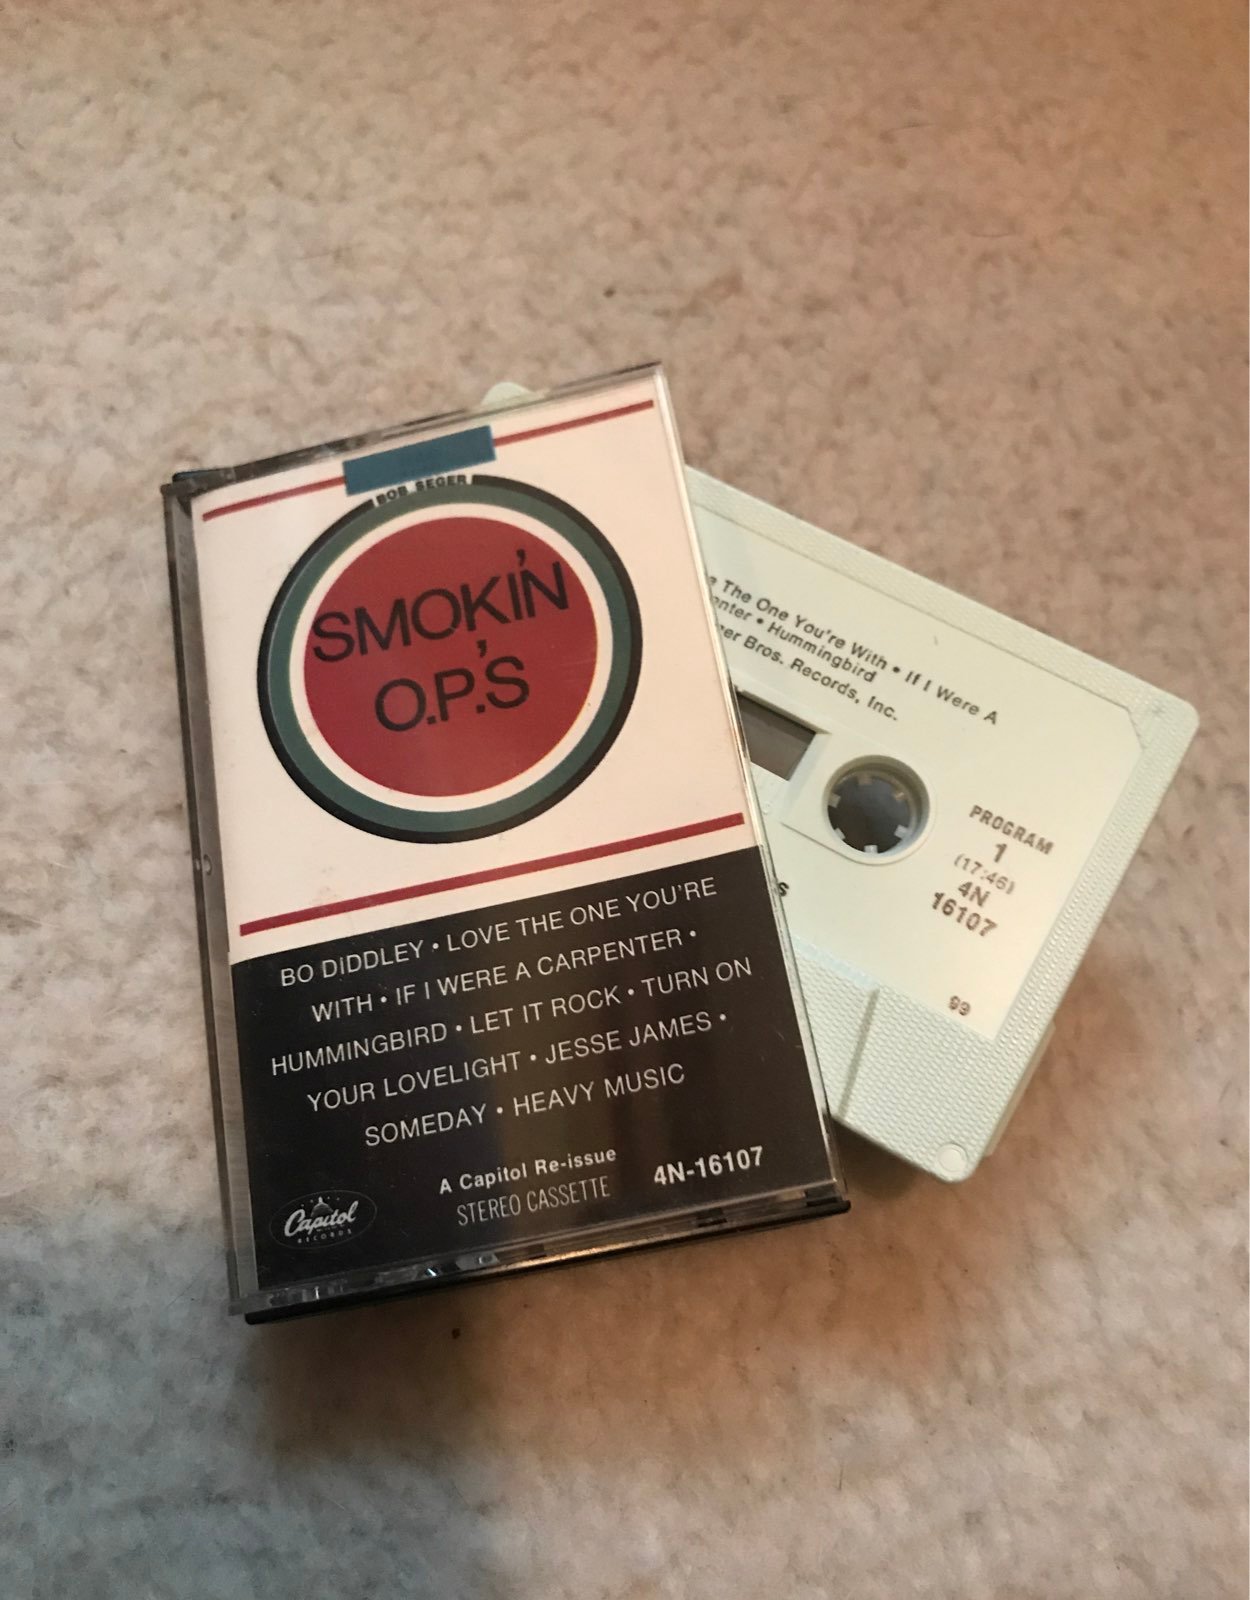 BOB SEGER
SMOKIN'
O.P.'S
BO DIDDLEY • LOVE THE ONE YOU'RE
WITH • IF I WERE A CARPENTER •
HUMMINGBIRD • LET IT ROCK • TURN ON
YOUR LOVELIGHT • JESSE JAMES •
SOMEDAY • HEAVY MUSIC
A Capitol Re-issue
STEREO CASSETTE
4N-16107
Capitol
RECORDS
The One You're With • If I Were A
• Hummingbird
Bros. Records, Inc.
PROGRAM
1
(17:46)
4N
16107